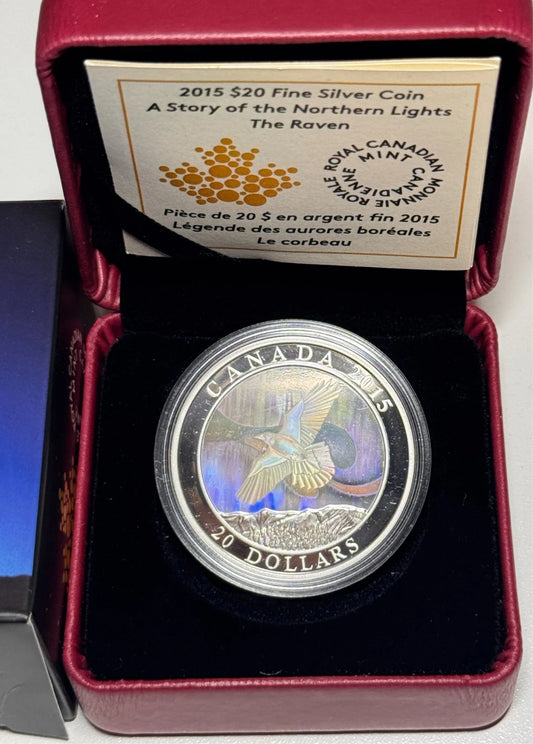 2015 $20 Fine Silver Coin
A Story of the Northern Lights
The Raven
ROYAL CANADIAN MINT
MONNAIE ROYALE CANADIENNE
Pièce de 20 $ en argent fin 2015
Légende des aurores boréales
Le corbeau
CANADA 2015
20 DOLLARS